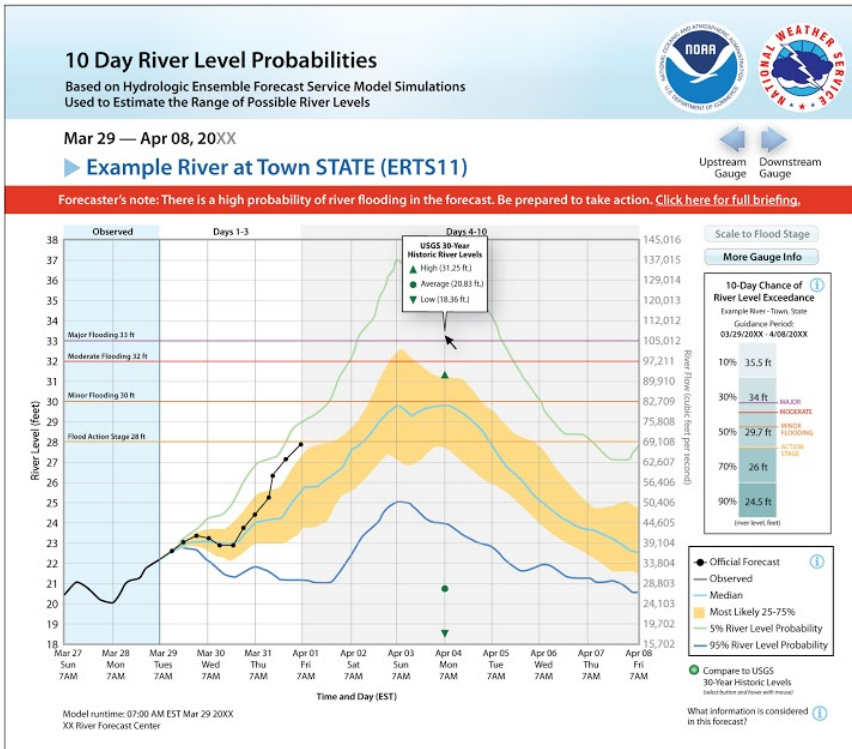 10 Day River Level Probabilities
Based on Hydrologic Ensemble Forecast Service Model Simulations
Used to Estimate the Range of Possible River Levels
NATIONAL OCEANIC AND ATMOSPHERIC ADMINISTRATION
NOAA
U.S. DEPARTMENT OF COMMERCE
NATIONAL WEATHER SERVICE
Mar 29 — Apr 08, 20XX
Example River at Town STATE (ERTS11)
Upstream Gauge
Downstream Gauge
Forecaster's note: There is a high probability of river flooding in the forecast. Be prepared to take action. Click here for full briefing.
Observed
Days 1-3
Days 4-10
River Level (feet)
38
37
36
35
34
33
32
31
30
29
28
27
26
25
24
23
22
21
20
19
18
Major Flooding 33 ft
Moderate Flooding 32 ft
Minor Flooding 30 ft
Flood Action Stage 28 ft
USGS 30-Year
Historic River Levels
High (31.25 ft.)
Average (20.83 ft.)
Low (18.36 ft.)
145,016
137,015
129,014
120,013
112,012
105,012
97,211
89,910
82,709
75,808
69,108
62,607
56,406
50,406
44,605
39,104
33,804
28,803
24,103
19,702
15,702
River Flow (cubic feet per second)
Mar 27 Sun 7AM
Mar 28 Mon 7AM
Mar 29 Tues 7AM
Mar 30 Wed 7AM
Mar 31 Thu 7AM
Apr 01 Fri 7AM
Apr 02 Sat 7AM
Apr 03 Sun 7AM
Apr 04 Mon 7AM
Apr 05 Tue 7AM
Apr 06 Wed 7AM
Apr 07 Thu 7AM
Apr 08 Fri 7AM
Time and Day (EST)
Model runtime: 07:00 AM EST Mar 29 20XX
XX River Forecast Center
Scale to Flood Stage
More Gauge Info
10-Day Chance of
River Level Exceedance
Example River - Town, State
Guidance Period:
03/29/20XX - 4/08/20XX
10% 35.5 ft
30% 34 ft
MAJOR
MODERATE
50% 29.7 ft
MINOR
FLOODING
ACTION
STAGE
70% 26 ft
90% 24.5 ft
(river level, feet)
Official Forecast
Observed
Median
Most Likely 25-75%
5% River Level Probability
95% River Level Probability
Compare to USGS
30-Year Historic Levels
(select button and hover with mouse)
What information is considered
in this forecast?